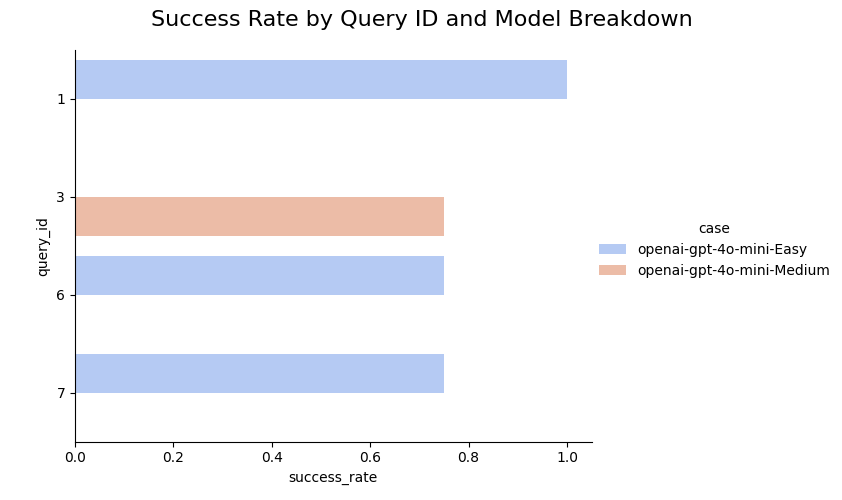 Success Rate by Query ID and Model Breakdown
query_id
1
3
6
7
0.0 0.2 0.4 0.6 0.8 1.0
success_rate
case
openai-gpt-4o-mini-Easy
openai-gpt-4o-mini-Medium